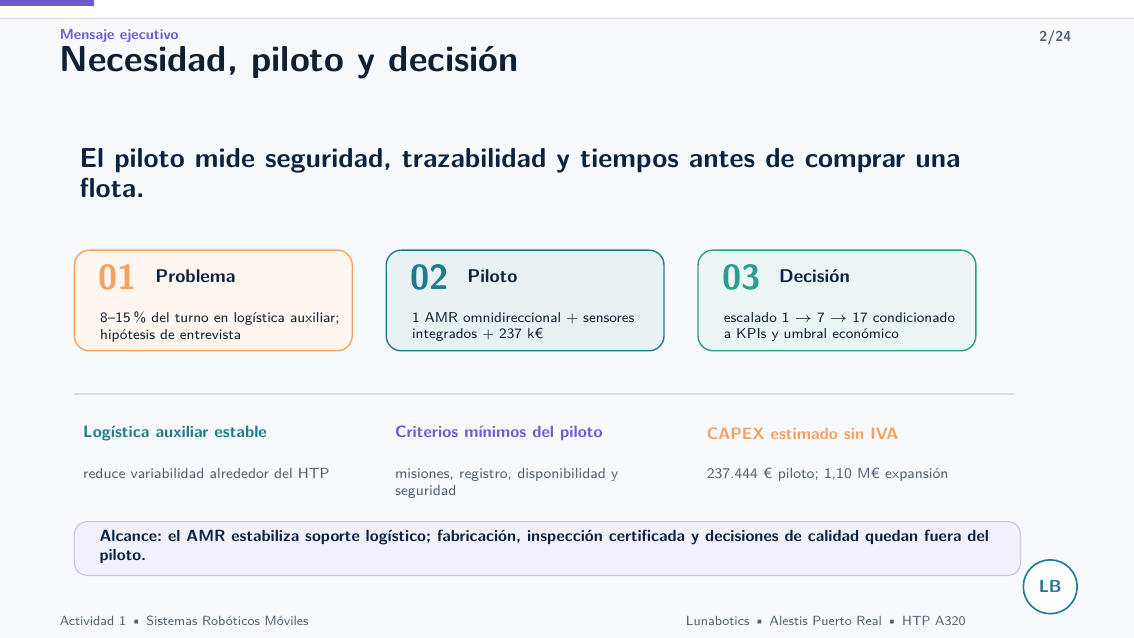 Mensaje ejecutivo
2/24
Necesidad, piloto y decisión
El piloto mide seguridad, trazabilidad y tiempos antes de comprar una
flota.
01 Problema
8–15 % del turno en logística auxiliar;
hipótesis de entrevista
02 Piloto
1 AMR omnidireccional + sensores
integrados + 237 k€
03 Decisión
escalado 1 → 7 → 17 condicionado
a KPIs y umbral económico
Logística auxiliar estable
reduce variabilidad alrededor del HTP
Criterios mínimos del piloto
misiones, registro, disponibilidad y
seguridad
CAPEX estimado sin IVA
237.444 € piloto; 1,10 M€ expansión
Alcance: el AMR estabiliza soporte logístico; fabricación, inspección certificada y decisiones de calidad quedan fuera del
piloto.
LB
Actividad 1 ▪ Sistemas Robóticos Móviles
Lunabotics ▪ Alestis Puerto Real ▪ HTP A320